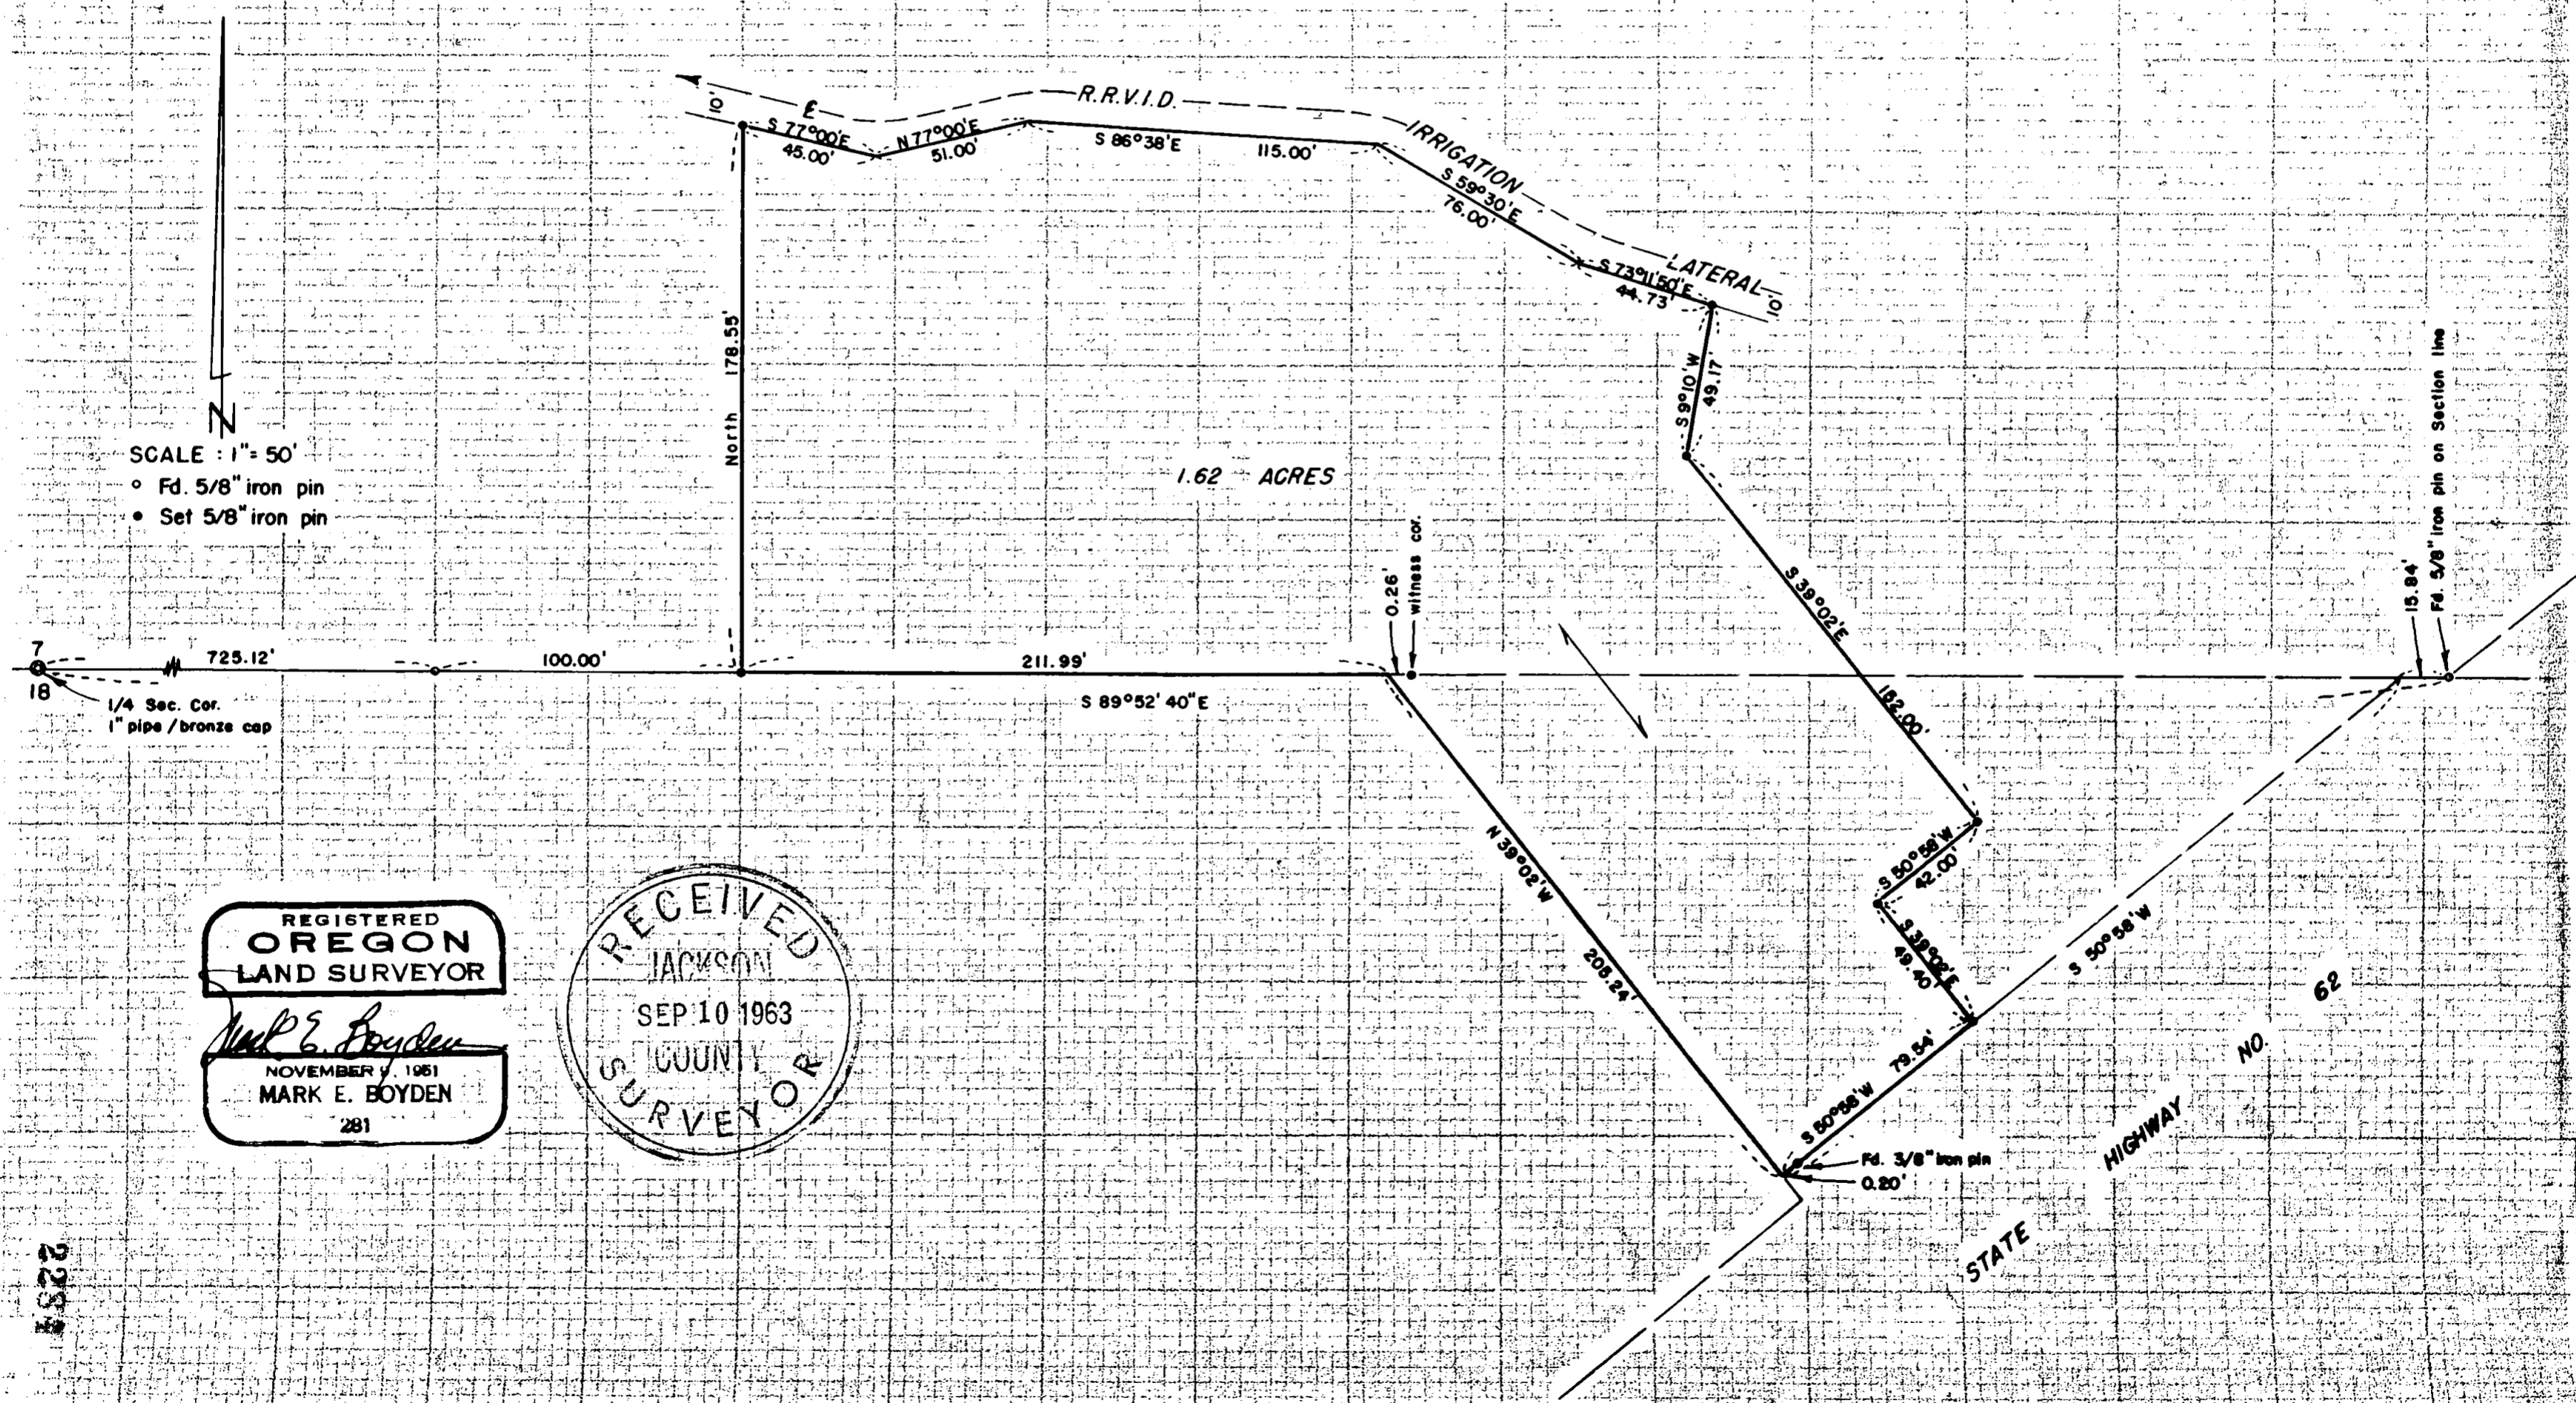 R.R.V.I.D.
IRRIGATION
LATERAL
10'
S 77°00'E
45.00'
N 77°00'E
51.00'
S 86°38'E 115.00'
S 59°30'E
76.00'
S 73°11'50"E
44.73'
10'
S 9°10'W
49.17'
North 178.55'
N
SCALE : 1"= 50'
Fd. 5/8" iron pin
Set 5/8" iron pin
1.62 ACRES
0.26'
witness cor.
15.84'
Fd. 5/8" iron pin on Section line
S 39°02'E
152.00'
7
18
725.12'
100.00'
211.99'
S 89°52'40"E
1/4 Sec. Cor.
1" pipe / bronze cap
N 39°02'W
205.24'
S 50°58'W
42.00
S 39°02'E
49.40'
S 50°58'W 79.54'
S 50°58'W
Fd. 3/8" iron pin
0.20'
STATE HIGHWAY NO. 62
REGISTERED
OREGON
LAND SURVEYOR
Mark E. Boyden
NOVEMBER 1951
MARK E. BOYDEN
281
RECEIVED
JACKSON
SEP 10 1963
COUNTY
SURVEYOR